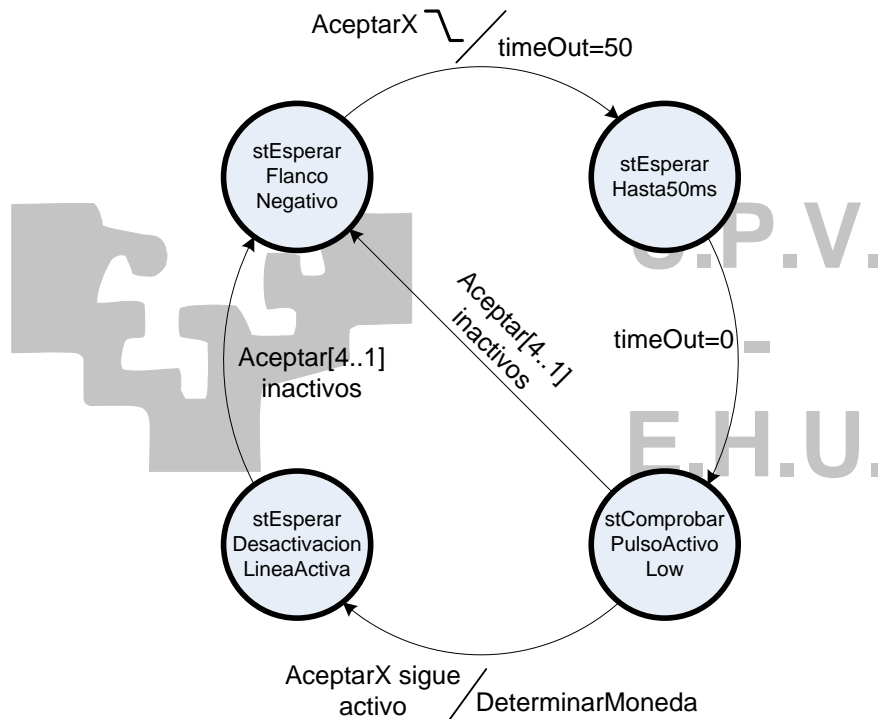 AceptarX
timeOut=50
stEsperar
Flanco
Negativo
stEsperar
Hasta50ms
U.P.V.
Aceptar[4..1]
inactivos
timeOut=0
-
Aceptar[4..1]
inactivos
E.H.U.
stEsperar
Desactivacion
LineaActiva
stComprobar
PulsoActivo
Low
AceptarX sigue
activo
DeterminarMoneda